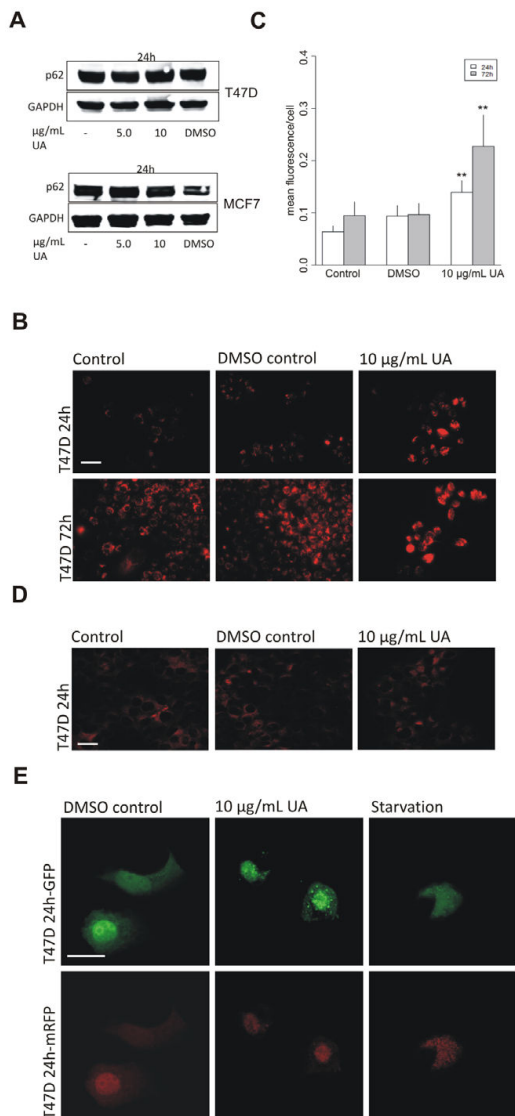 A
24h
p62
T47D
GAPDH
µg/mL - 5.0 10 DMSO
UA
24h
p62
MCF7
GAPDH
µg/mL - 5.0 10 DMSO
UA
C
24h
72h
mean fluorescence/cell
0.4
0.3
0.2
0.1
0.0
**
**
Control DMSO 10 µg/mL UA
B
Control DMSO control 10 µg/mL UA
T47D 24h
T47D 72h
D
Control DMSO control 10 µg/mL UA
T47D 24h
E
DMSO control 10 µg/mL UA Starvation
T47D 24h-GFP
T47D 24h-mRFP